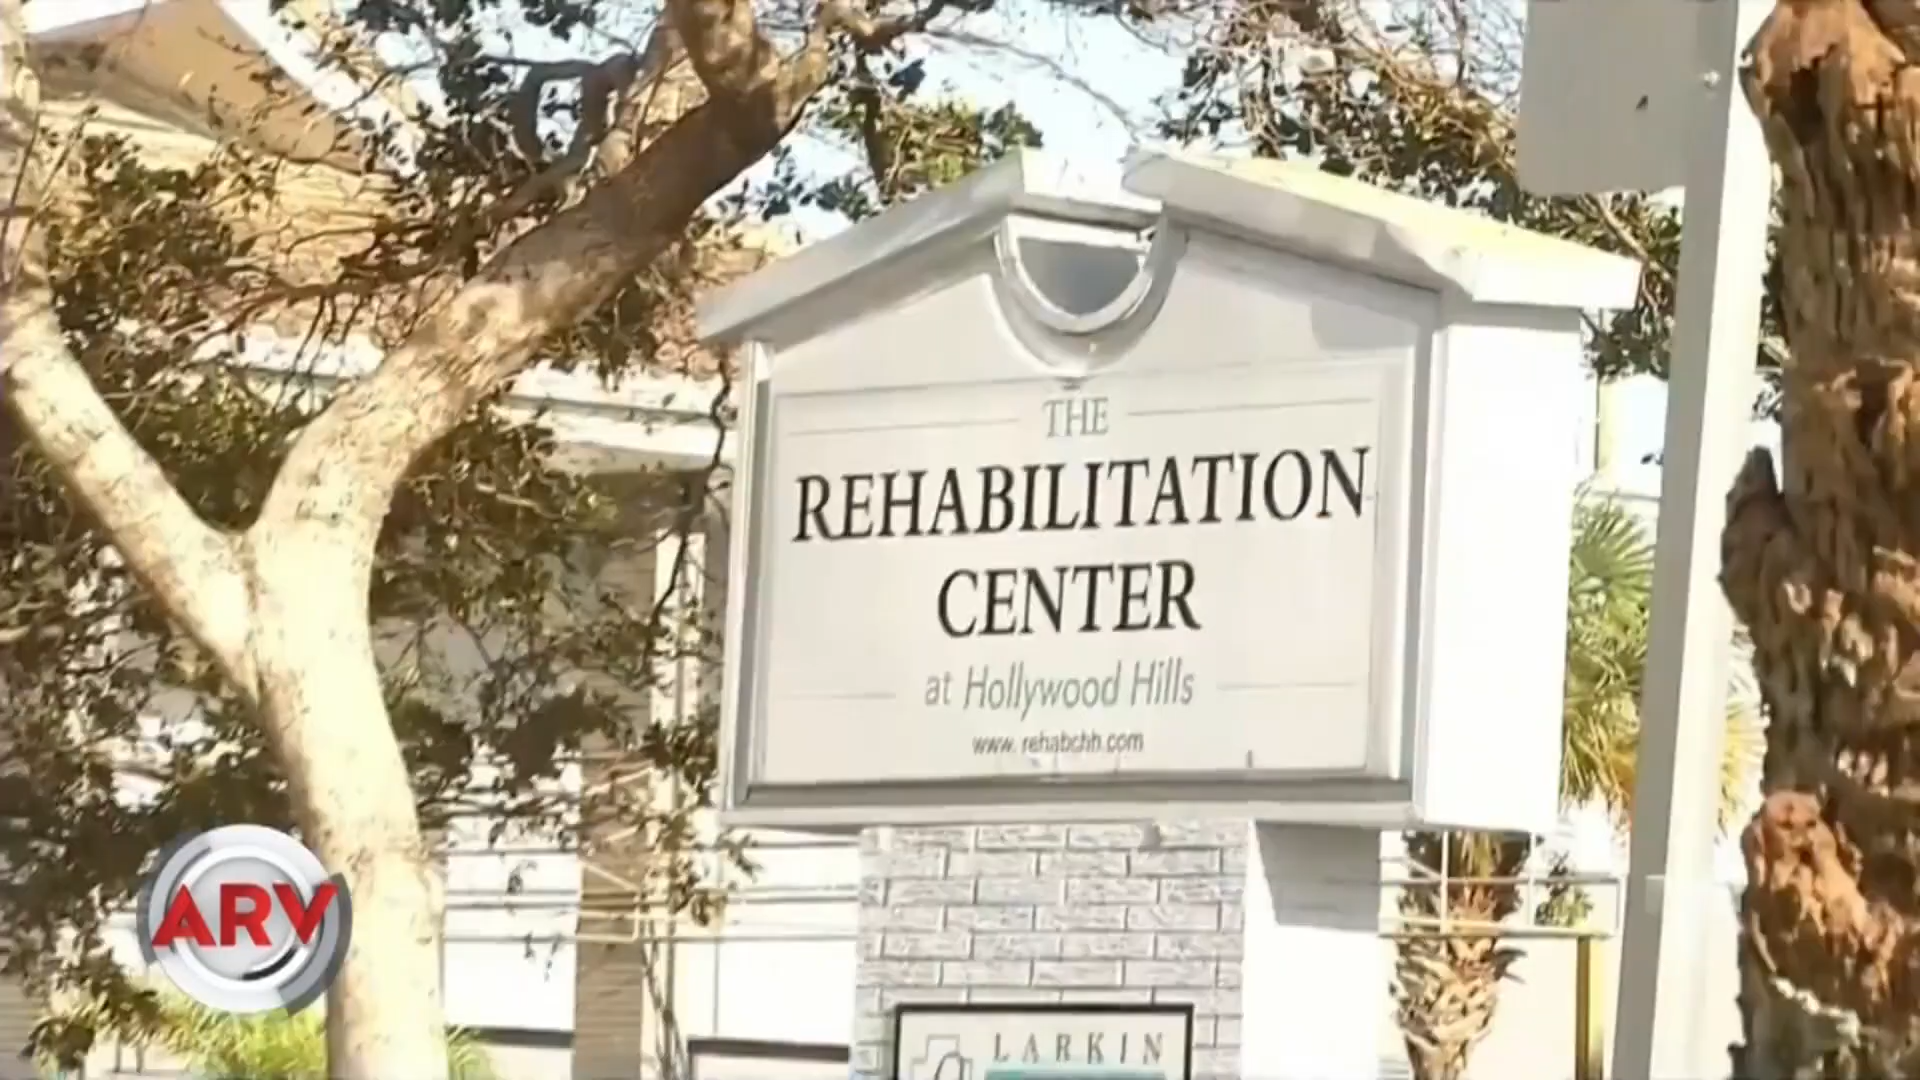 THE
REHABILITATION
CENTER
at Hollywood Hills
www.rehabchh.com
LARKIN
ARV